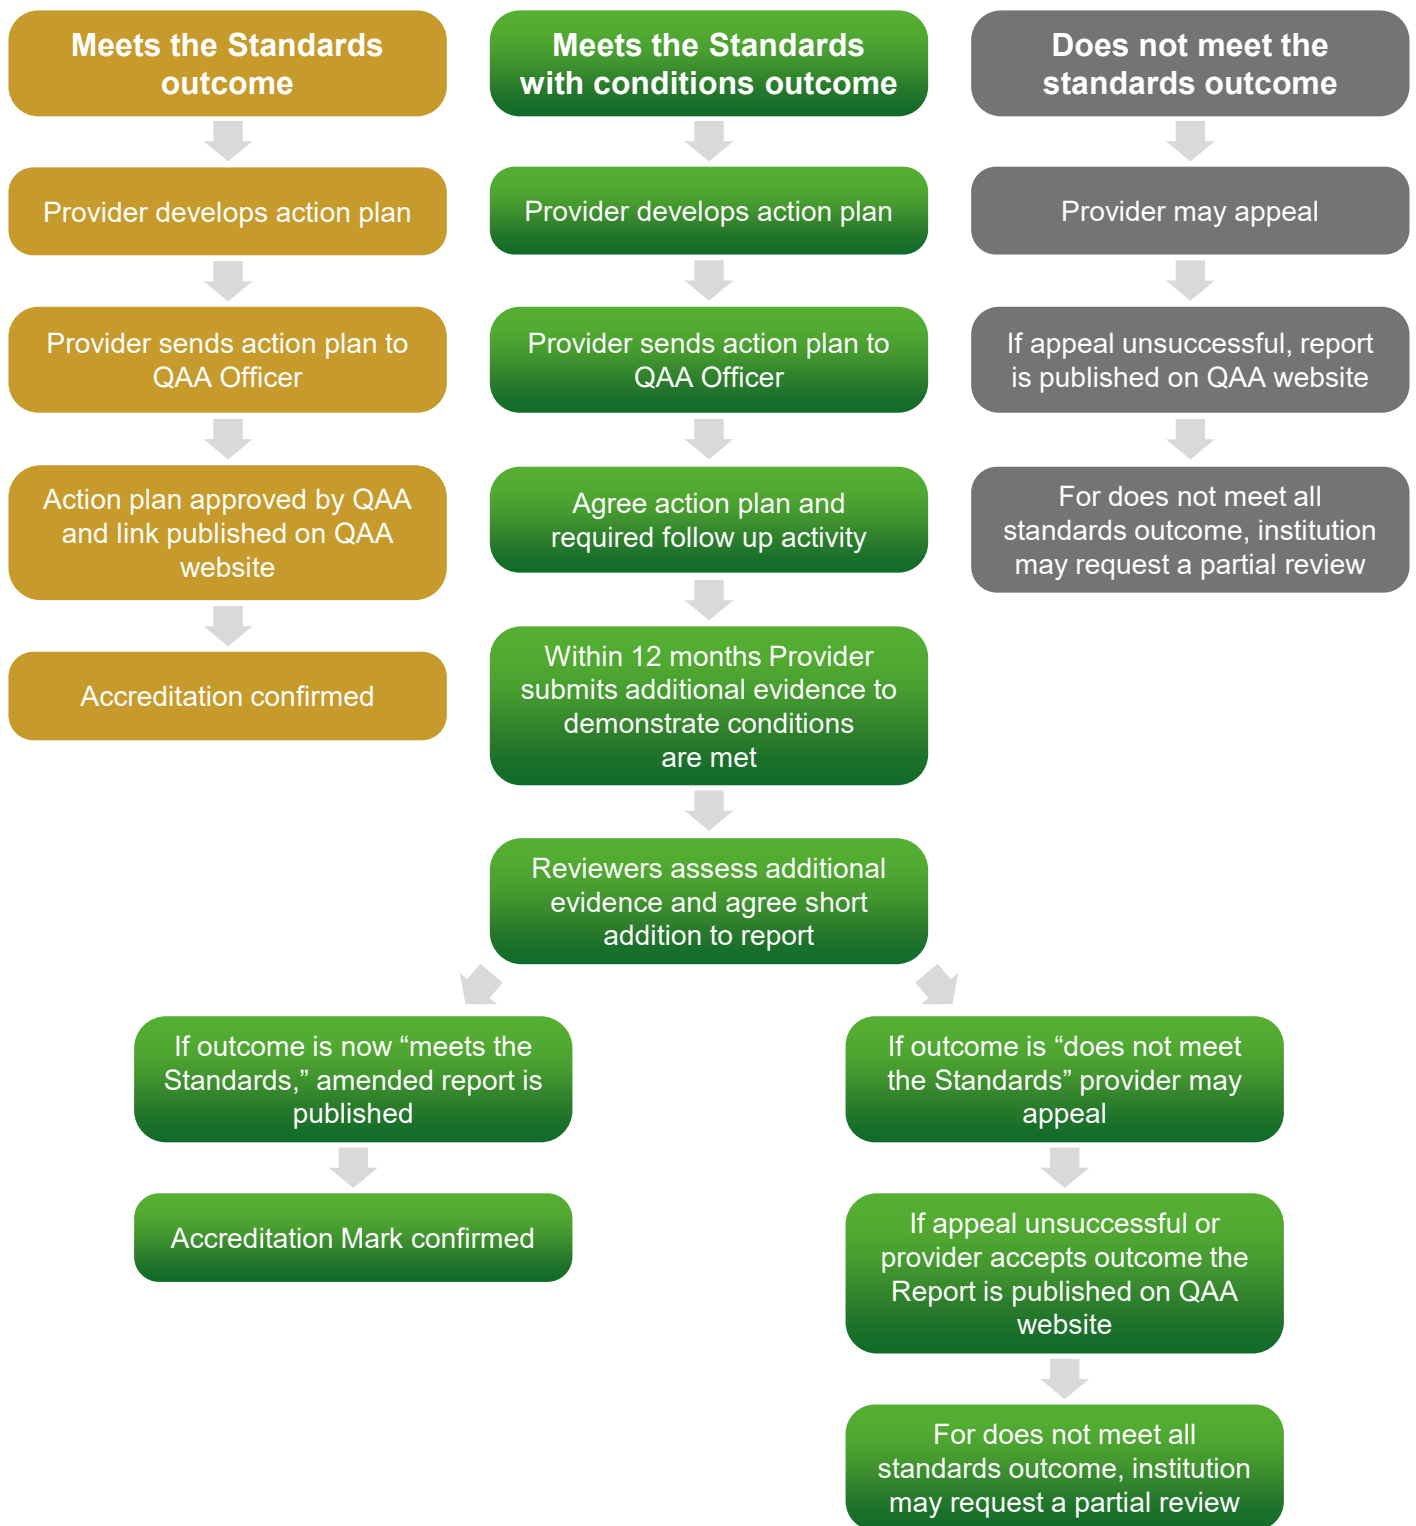 Meets the Standards
outcome
Provider develops action plan
Provider sends action plan to
QAA Officer
Action plan approved by QAA
and link published on QAA
website
Accreditation confirmed
Meets the Standards
with conditions outcome
Provider develops action plan
Provider sends action plan to
QAA Officer
Agree action plan and
required follow up activity
Within 12 months Provider
submits additional evidence to
demonstrate conditions
are met
Reviewers assess additional
evidence and agree short
addition to report
If outcome is now “meets the
Standards,” amended report is
published
Accreditation Mark confirmed
If outcome is “does not meet
the Standards” provider may
appeal
If appeal unsuccessful or
provider accepts outcome the
Report is published on QAA
website
For does not meet all
standards outcome, institution
may request a partial review
Does not meet the
standards outcome
Provider may appeal
If appeal unsuccessful, report
is published on QAA website
For does not meet all
standards outcome, institution
may request a partial review